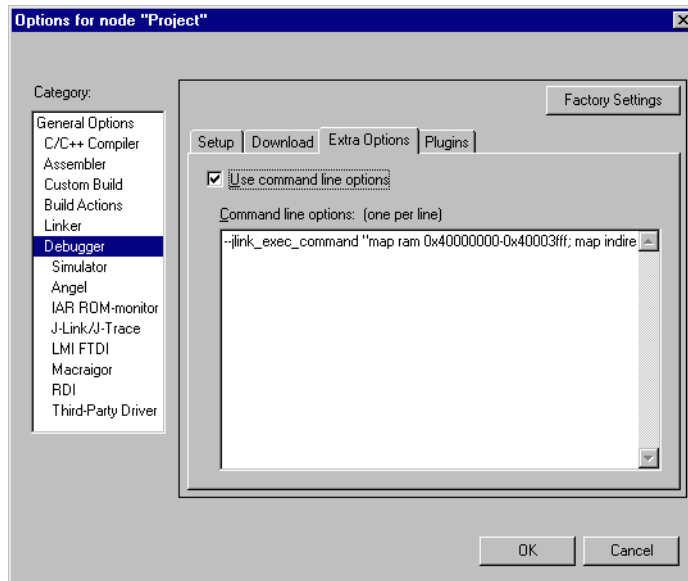 Options for node "Project"
Category:
Factory Settings
General Options
C/C++ Compiler
Assembler
Custom Build
Build Actions
Linker
Debugger
Simulator
Angel
IAR ROM-monitor
J-Link/J-Trace
LMI FTDI
Macraigor
RDI
Third-Party Driver
Setup Download Extra Options Plugins
Use command line options
Command line options: (one per line)
--jlink_exec_command "map ram 0x40000000-0x40003fff; map indire
OK Cancel